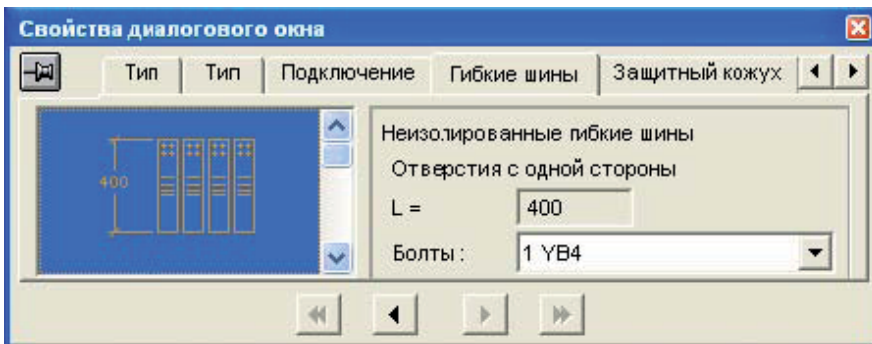 Свойства диалогового окна
Тип Тип Подключение Гибкие шины Защитный кожух
400
Неизолированные гибкие шины
Отверстия с одной стороны
L = 400
Болты : 1 YB4